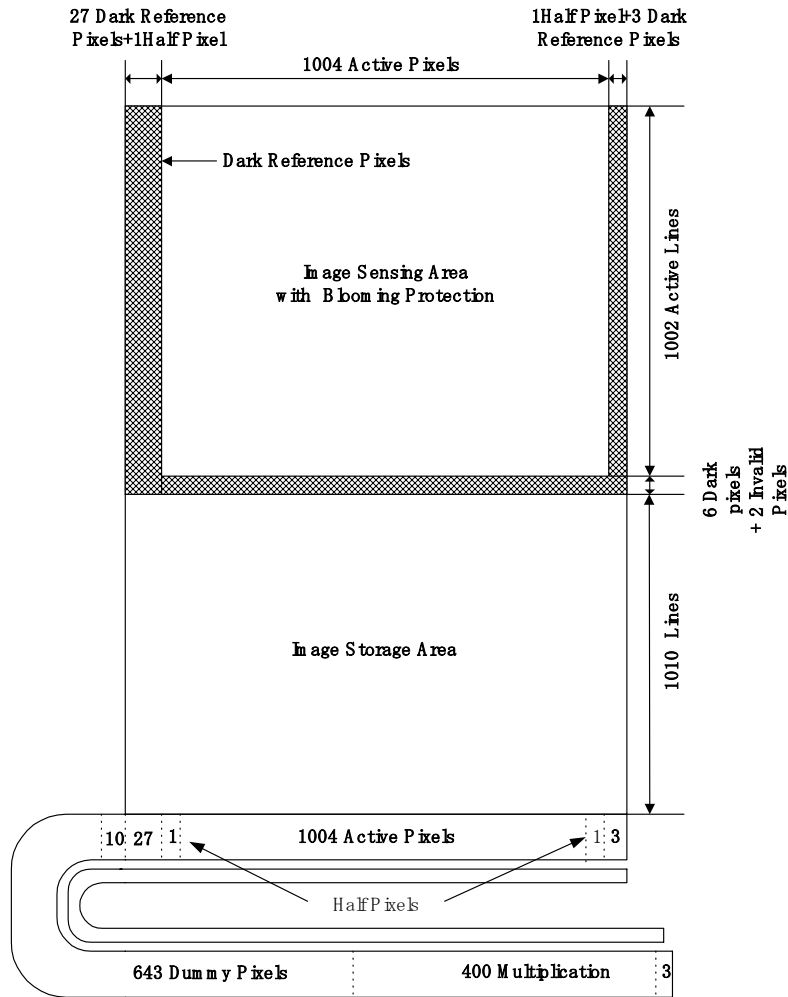 27 Dark Reference
Pixels+1Half Pixel
1Half Pixel+3 Dark
Reference Pixels
1004 Active Pixels
Dark Reference Pixels
Image Sensing Area
with Blooming Protection
1002 Active Lines
6 Dark
pixels
+ 2 Invalid
Pixels
Image Storage Area
1010 Lines
10 27 1 1004 Active Pixels 1 3
Half Pixels
643 Dummy Pixels 400 Multiplication 3